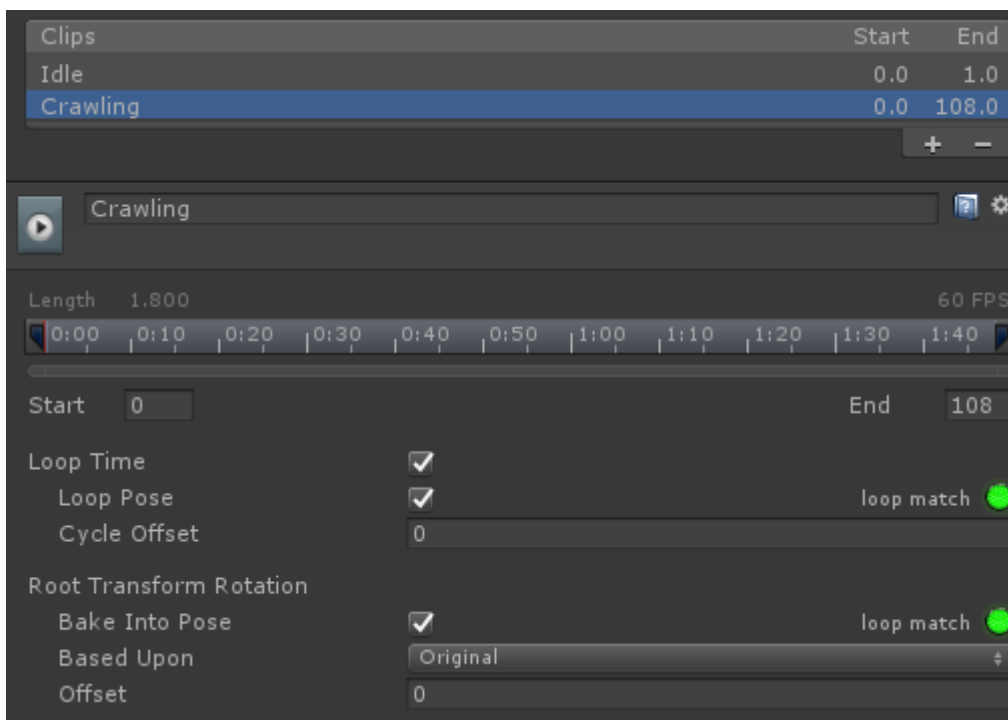 Clips Start End
Idle 0.0 1.0
Crawling 0.0 108.0
+ −
Crawling
Length 1.800 60 FPS
0:00 0:10 0:20 0:30 0:40 0:50 1:00 1:10 1:20 1:30 1:40
Start 0 End 108
Loop Time
Loop Pose loop match
Cycle Offset 0
Root Transform Rotation
Bake Into Pose loop match
Based Upon Original
Offset 0